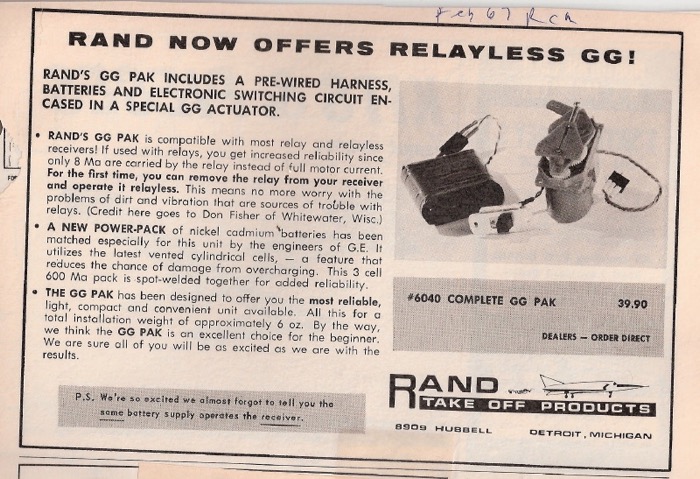 Feb 67 RCM
RAND NOW OFFERS RELAYLESS GG!
RAND'S GG PAK INCLUDES A PRE-WIRED HARNESS,
BATTERIES AND ELECTRONIC SWITCHING CIRCUIT EN-
CASED IN A SPECIAL GG ACTUATOR.
• RAND'S GG PAK is compatible with most relay and relayless
receivers! If used with relays, you get increased reliability since
only 8 Ma are carried by the relay instead of full motor current.
For the first time, you can remove the relay from your receiver
and operate it relayless. This means no more worry with the
problems of dirt and vibration that are sources of trouble with
relays. (Credit here goes to Don Fisher of Whitewater, Wisc.)
• A NEW POWER-PACK of nickel cadmium batteries has been
matched especially for this unit by the engineers of G.E. It
utilizes the latest vented cylindrical cells, — a feature that
reduces the chance of damage from overcharging. This 3 cell
600 Ma pack is spot-welded together for added reliability.
• THE GG PAK has been designed to offer you the most reliable,
light, compact and convenient unit available. All this for a
total installation weight of approximately 6 oz. By the way,
we think the GG PAK is an excellent choice for the beginner.
We are sure all of you will be as excited as we are with the
results.
P.S. We're so excited we almost forgot to tell you the
same battery supply operates the receiver.
#6040 COMPLETE GG PAK 39.90
DEALERS — ORDER DIRECT
RAND
TAKE OFF PRODUCTS
8909 HUBBELL DETROIT, MICHIGAN